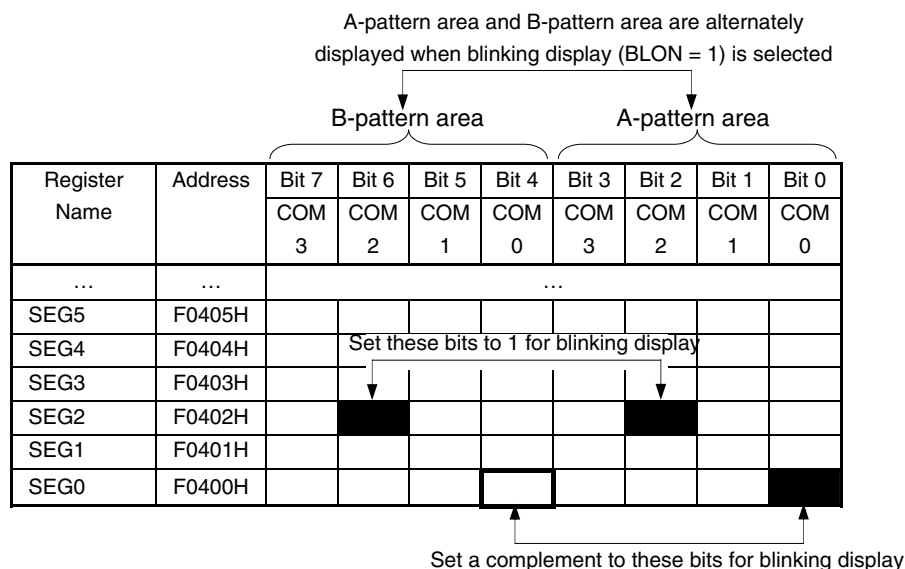 A-pattern area and B-pattern area are alternately
displayed when blinking display (BLON = 1) is selected
B-pattern area A-pattern area
Register Name Address Bit 7 Bit 6 Bit 5 Bit 4 Bit 3 Bit 2 Bit 1 Bit 0
COM 3 COM 2 COM 1 COM 0 COM 3 COM 2 COM 1 COM 0
… … …
SEG5 F0405H
SEG4 F0404H Set these bits to 1 for blinking display
SEG3 F0403H
SEG2 F0402H
SEG1 F0401H
SEG0 F0400H
Set a complement to these bits for blinking display